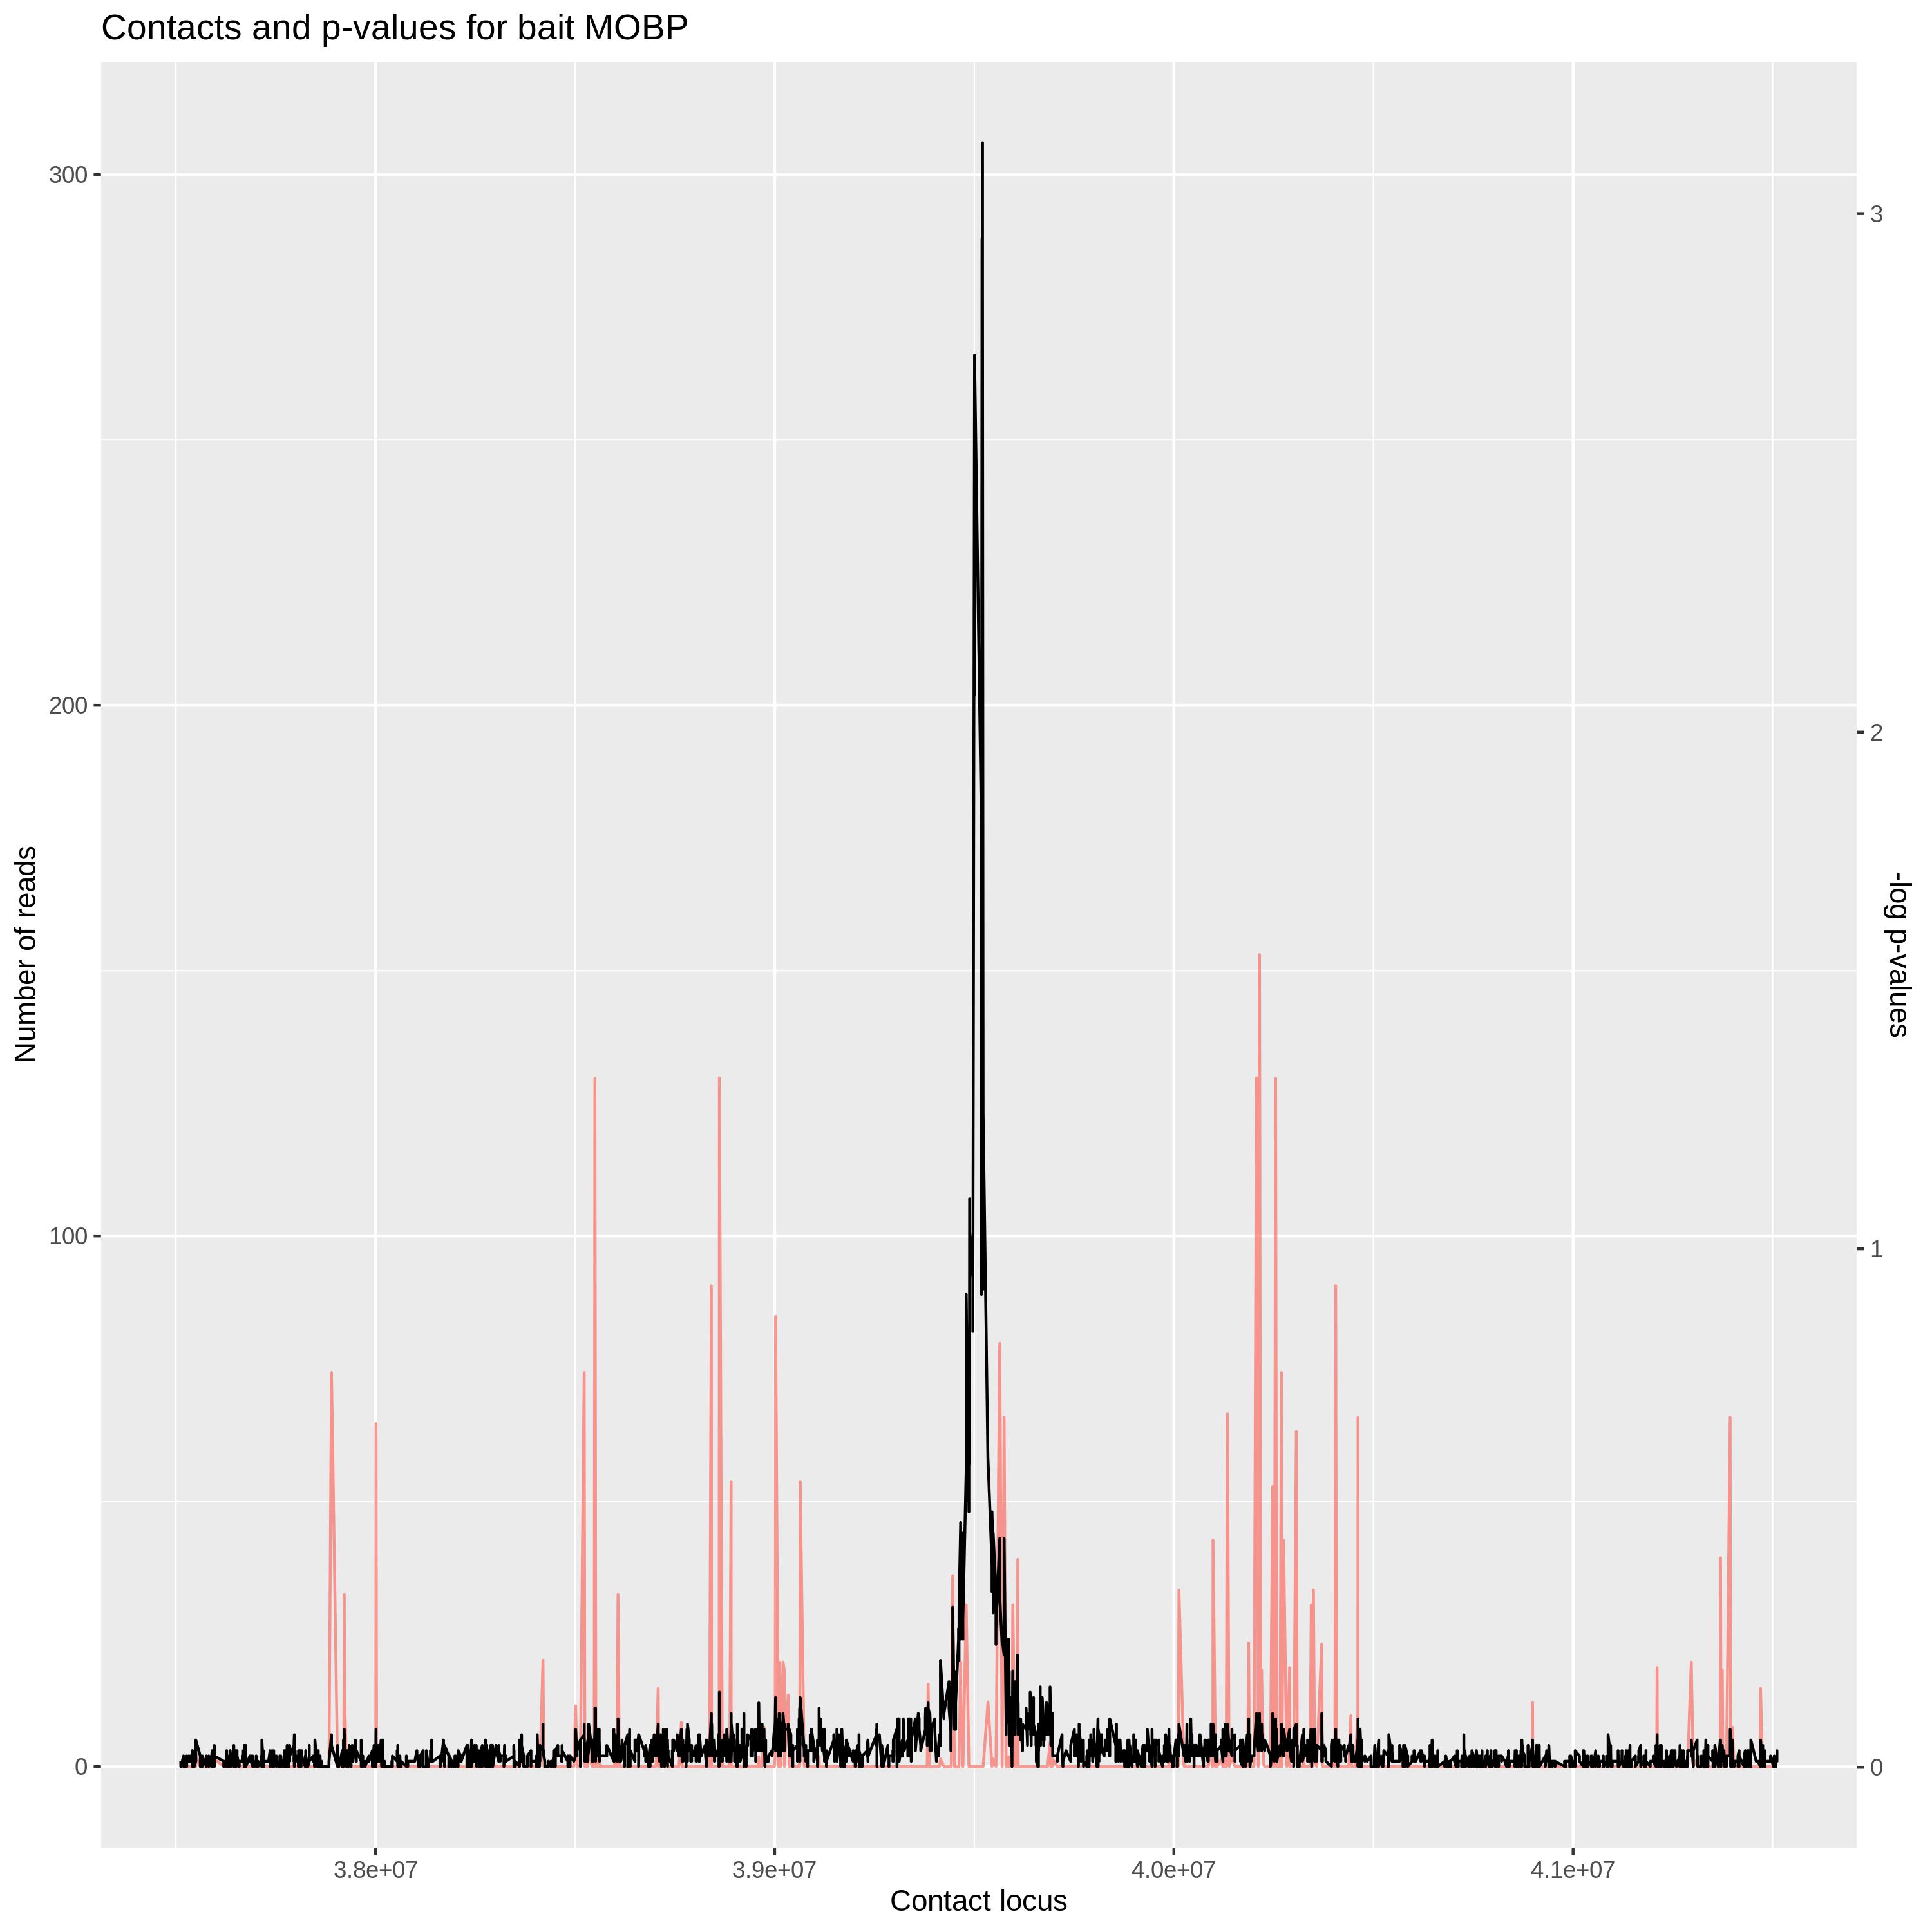 Contacts and p-values for bait MOBP
300
200
100
0
3
2
1
0
Number of reads
-log p-values
3.8e+07
3.9e+07
4.0e+07
4.1e+07
Contact locus